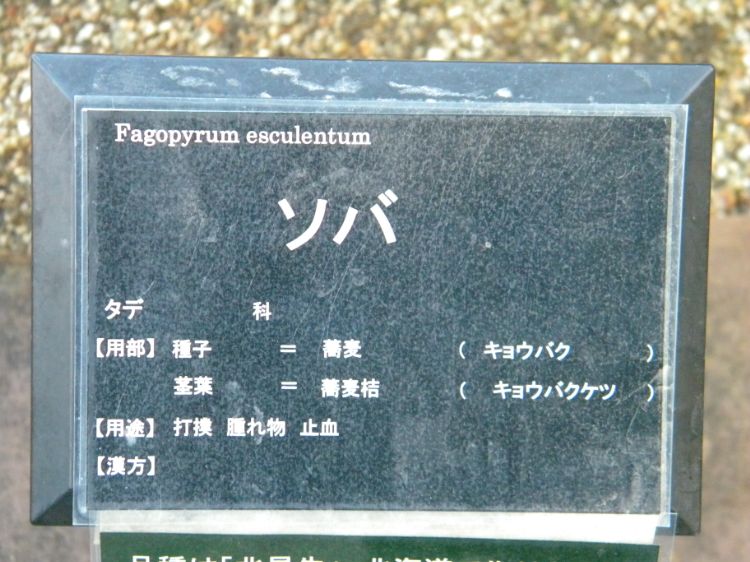 Fagopyrum esculentum
ソバ
タデ 科
【用部】 種子 = 蕎麦 ( キョウバク )
茎葉 = 蕎麦桔 ( キョウバクケツ )
【用途】 打撲 腫れ物 止血
【漢方】